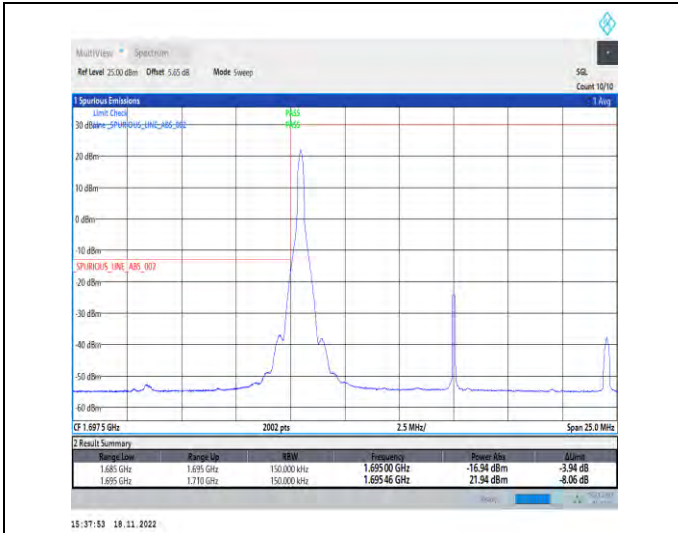 MultiView Spectrum
Ref Level 25.00 dBm Offset 5.65 dB Mode Sweep SGL
Count 10/10
1 Spurious Emissions 1 Avg
Limit Check PASS
30 dBm Line _SPURIOUS_LINE_ABS_002 PASS
20 dBm
10 dBm
0 dBm
-10 dBm
_SPURIOUS_LINE_ABS_002
-20 dBm
-30 dBm
-40 dBm
-50 dBm
-60 dBm
CF 1.6975 GHz 2002 pts 2.5 MHz/ Span 25.0 MHz
2 Result Summary
Range Low Range Up RBW Frequency Power Abs ΔLimit
1.685 GHz 1.695 GHz 150.000 kHz 1.69500 GHz -16.94 dBm -3.94 dB
1.695 GHz 1.710 GHz 150.000 kHz 1.69546 GHz 21.94 dBm -8.06 dB
Ready
15:37:53 18.11.2022